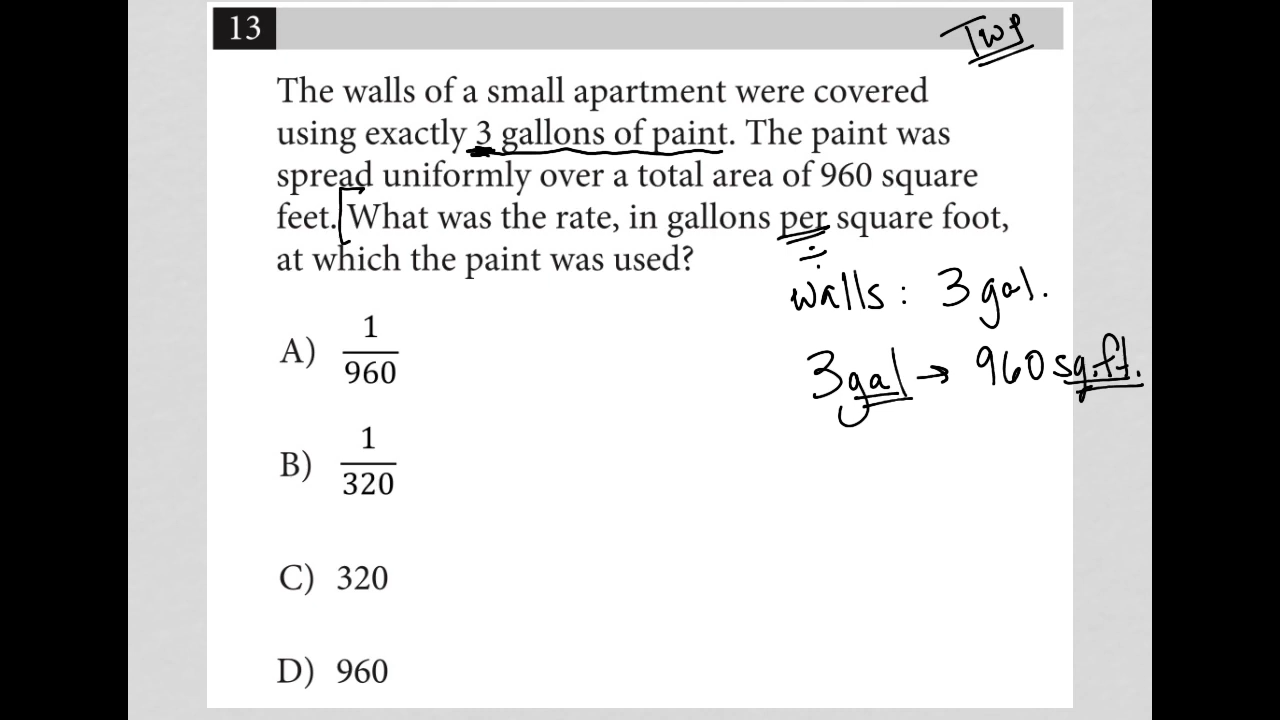 13
Twp
The walls of a small apartment were covered
using exactly 3 gallons of paint. The paint was
spread uniformly over a total area of 960 square
feet. What was the rate, in gallons per square foot,
at which the paint was used?
÷
walls: 3 gal.
3 gal → 960 sq.ft.
A) 1/960
B) 1/320
C) 320
D) 960